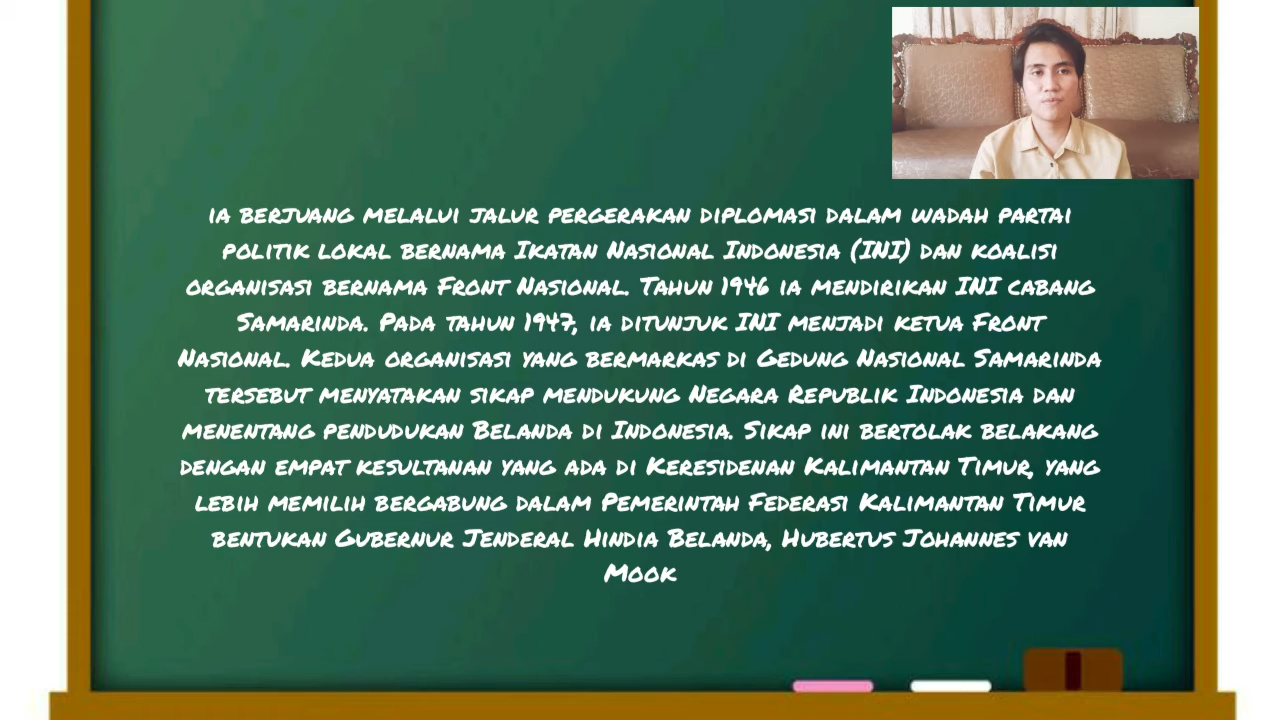 ia berjuang melalui jalur pergerakan diplomasi dalam wadah partai
politik lokal bernama Ikatan Nasional Indonesia (INI) dan koalisi
organisasi bernama Front Nasional. Tahun 1946 ia mendirikan INI cabang
Samarinda. Pada tahun 1947, ia ditunjuk INI menjadi ketua Front
Nasional. Kedua organisasi yang bermarkas di Gedung Nasional Samarinda
tersebut menyatakan sikap mendukung Negara Republik Indonesia dan
menentang pendudukan Belanda di Indonesia. Sikap ini bertolak belakang
dengan empat kesultanan yang ada di Keresidenan Kalimantan Timur, yang
lebih memilih bergabung dalam Pemerintah Federasi Kalimantan Timur
bentukan Gubernur Jenderal Hindia Belanda, Hubertus Johannes van
Mook